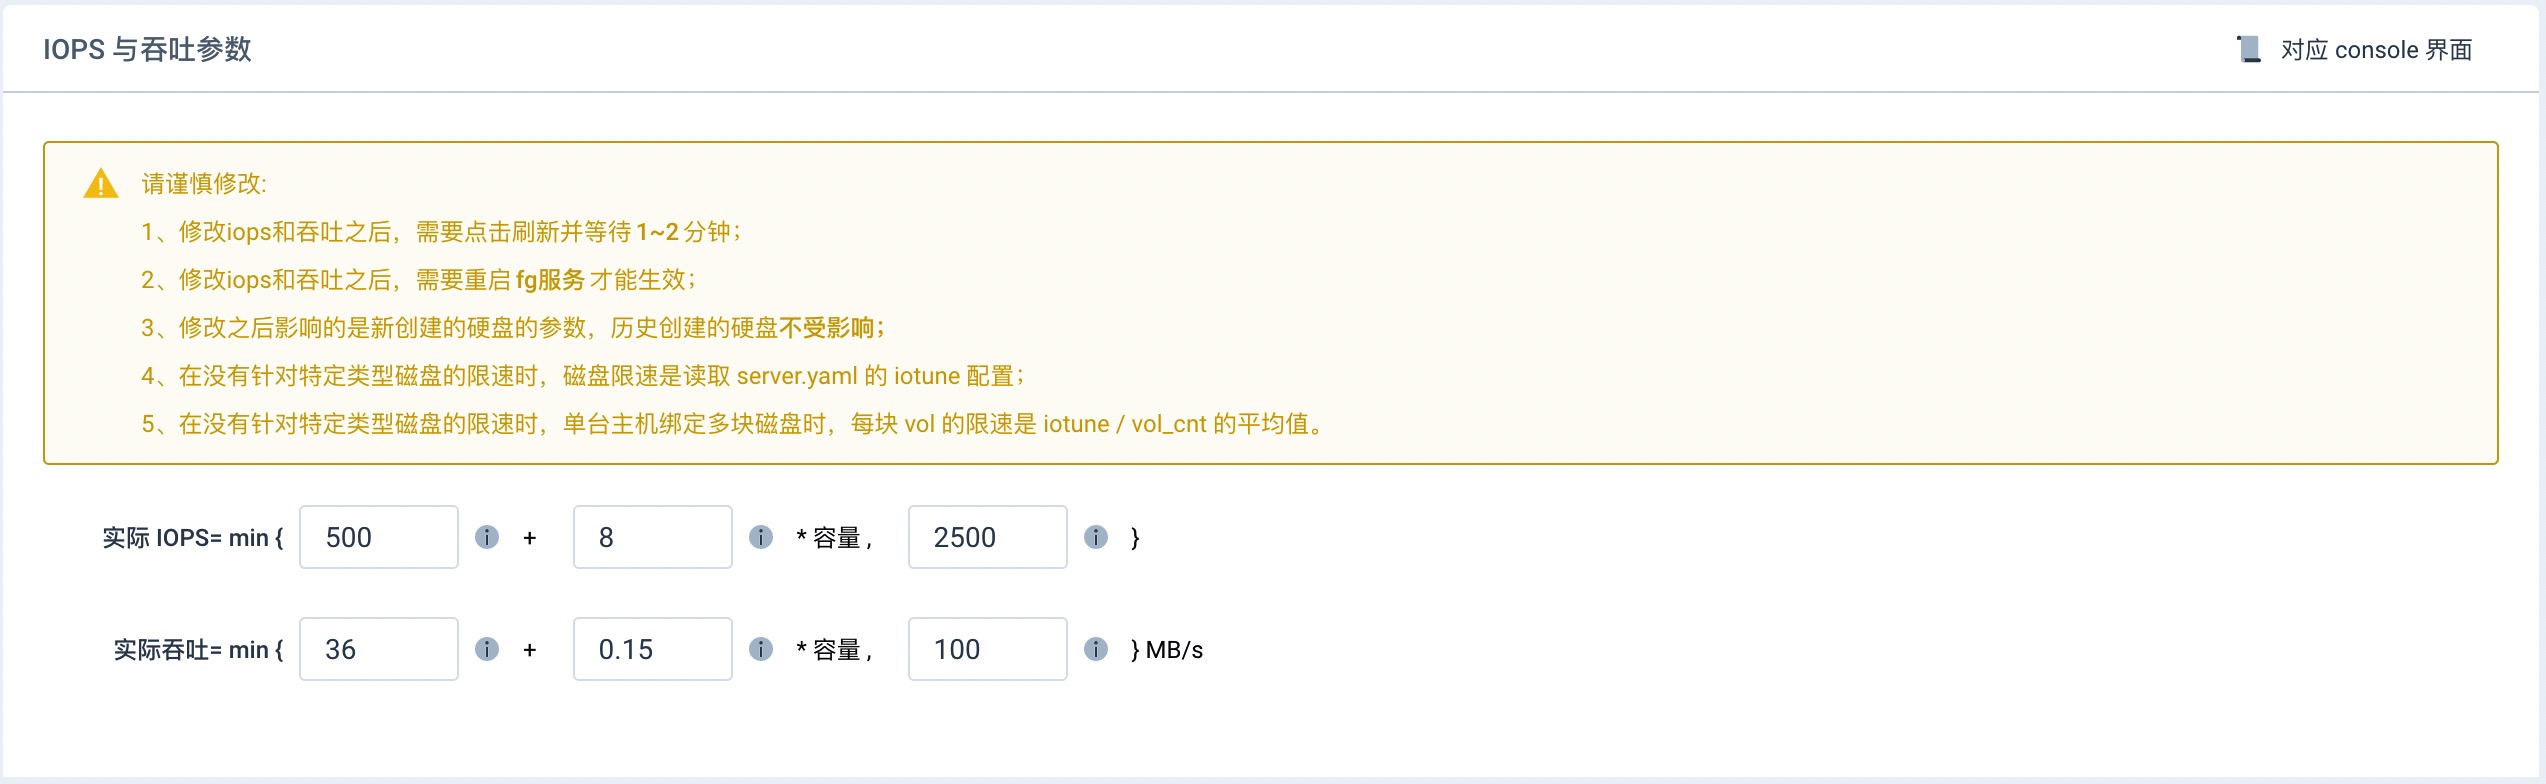 IOPS 与吞吐参数
对应 console 界面
请谨慎修改:
1、修改iops和吞吐之后，需要点击刷新并等待 1~2 分钟；
2、修改iops和吞吐之后，需要重启 fg服务 才能生效；
3、修改之后影响的是新创建的硬盘的参数，历史创建的硬盘不受影响；
4、在没有针对特定类型磁盘的限速时，磁盘限速是读取 server.yaml 的 iotune 配置；
5、在没有针对特定类型磁盘的限速时，单台主机绑定多块磁盘时，每块 vol 的限速是 iotune / vol_cnt 的平均值。
实际 IOPS= min { 500 + 8 * 容量 , 2500 }
实际吞吐= min { 36 + 0.15 * 容量 , 100 } MB/s